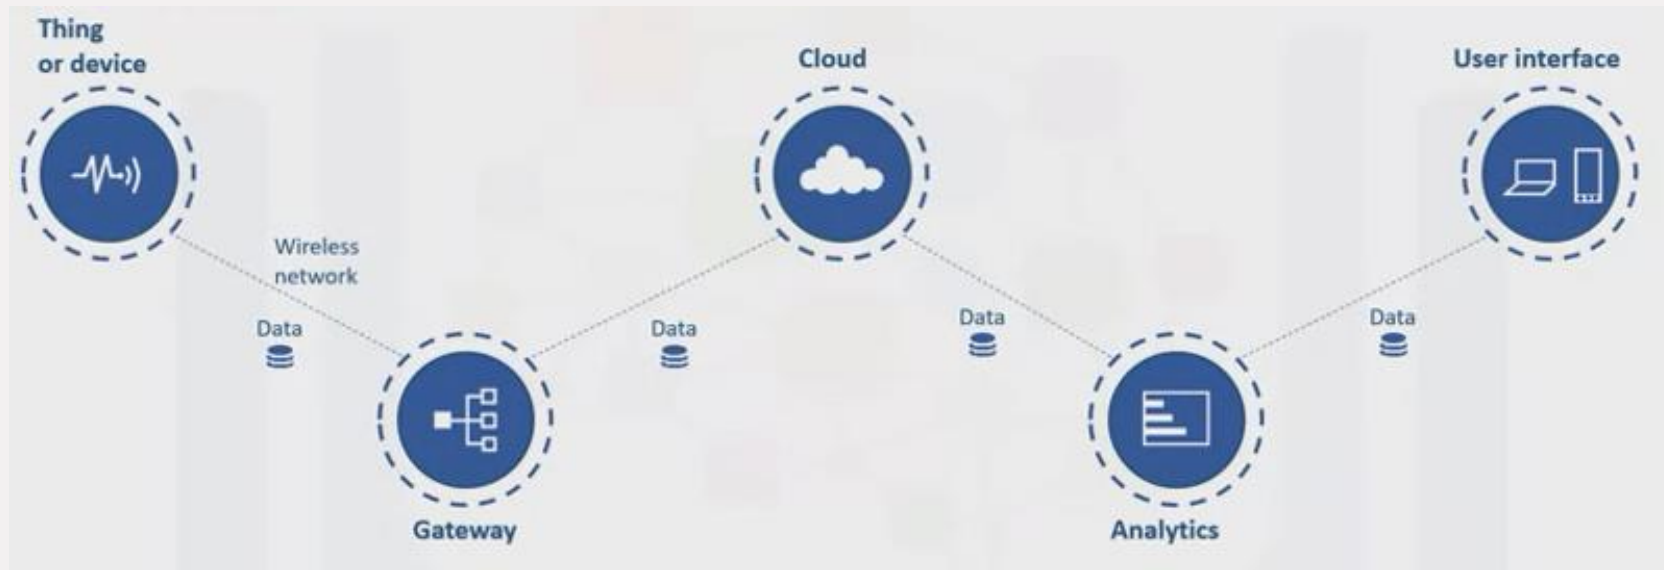 Thing
or device
Cloud
User interface
Wireless
network
Data
Data
Data
Data
Gateway
Analytics